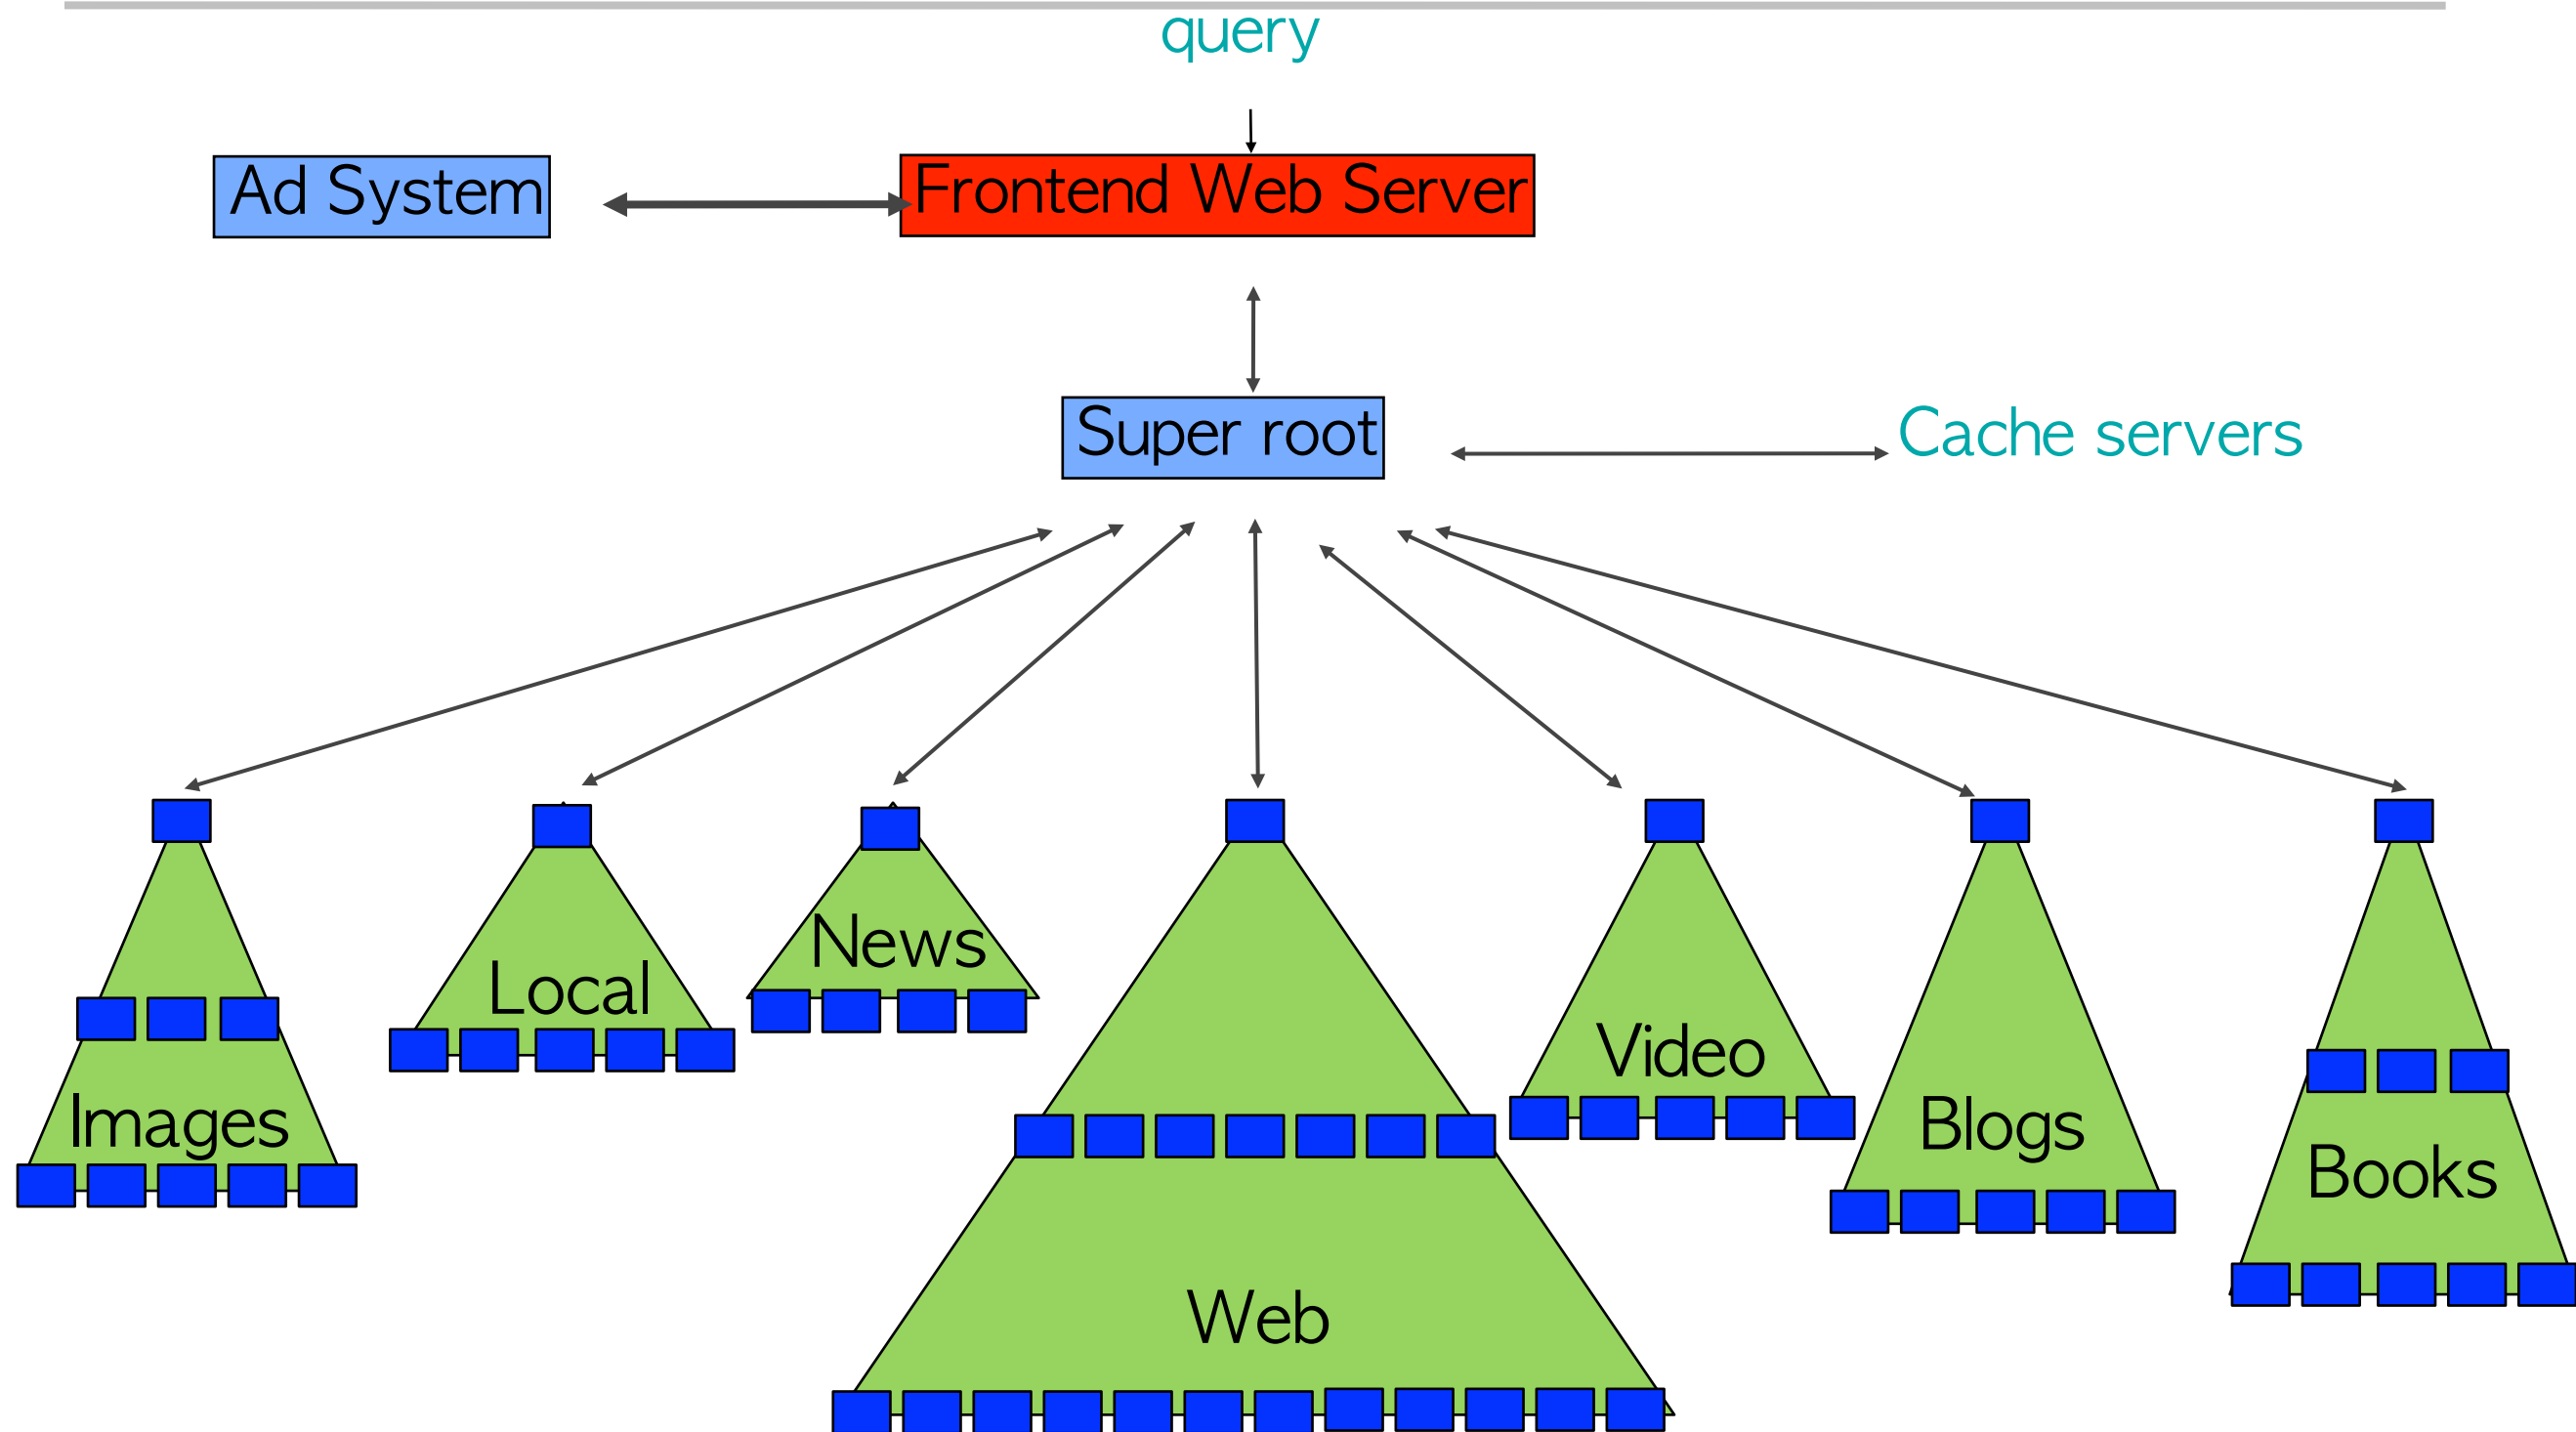 query
Ad System
Frontend Web Server
Super root
Cache servers
Images
Local
News
Web
Video
Blogs
Books